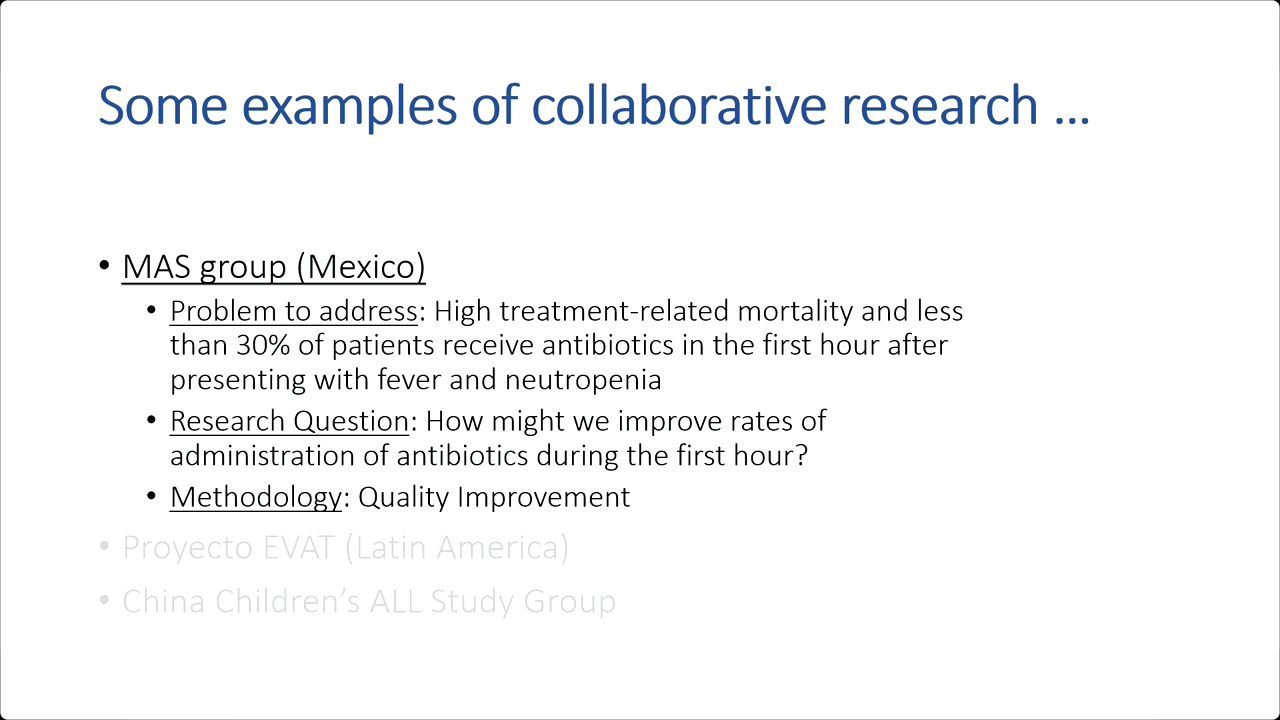 Some examples of collaborative research ...
• MAS group (Mexico)
• Problem to address: High treatment-related mortality and less
than 30% of patients receive antibiotics in the first hour after
presenting with fever and neutropenia
• Research Question: How might we improve rates of
administration of antibiotics during the first hour?
• Methodology: Quality Improvement
• Proyecto EVAT (Latin America)
• China Children’s ALL Study Group